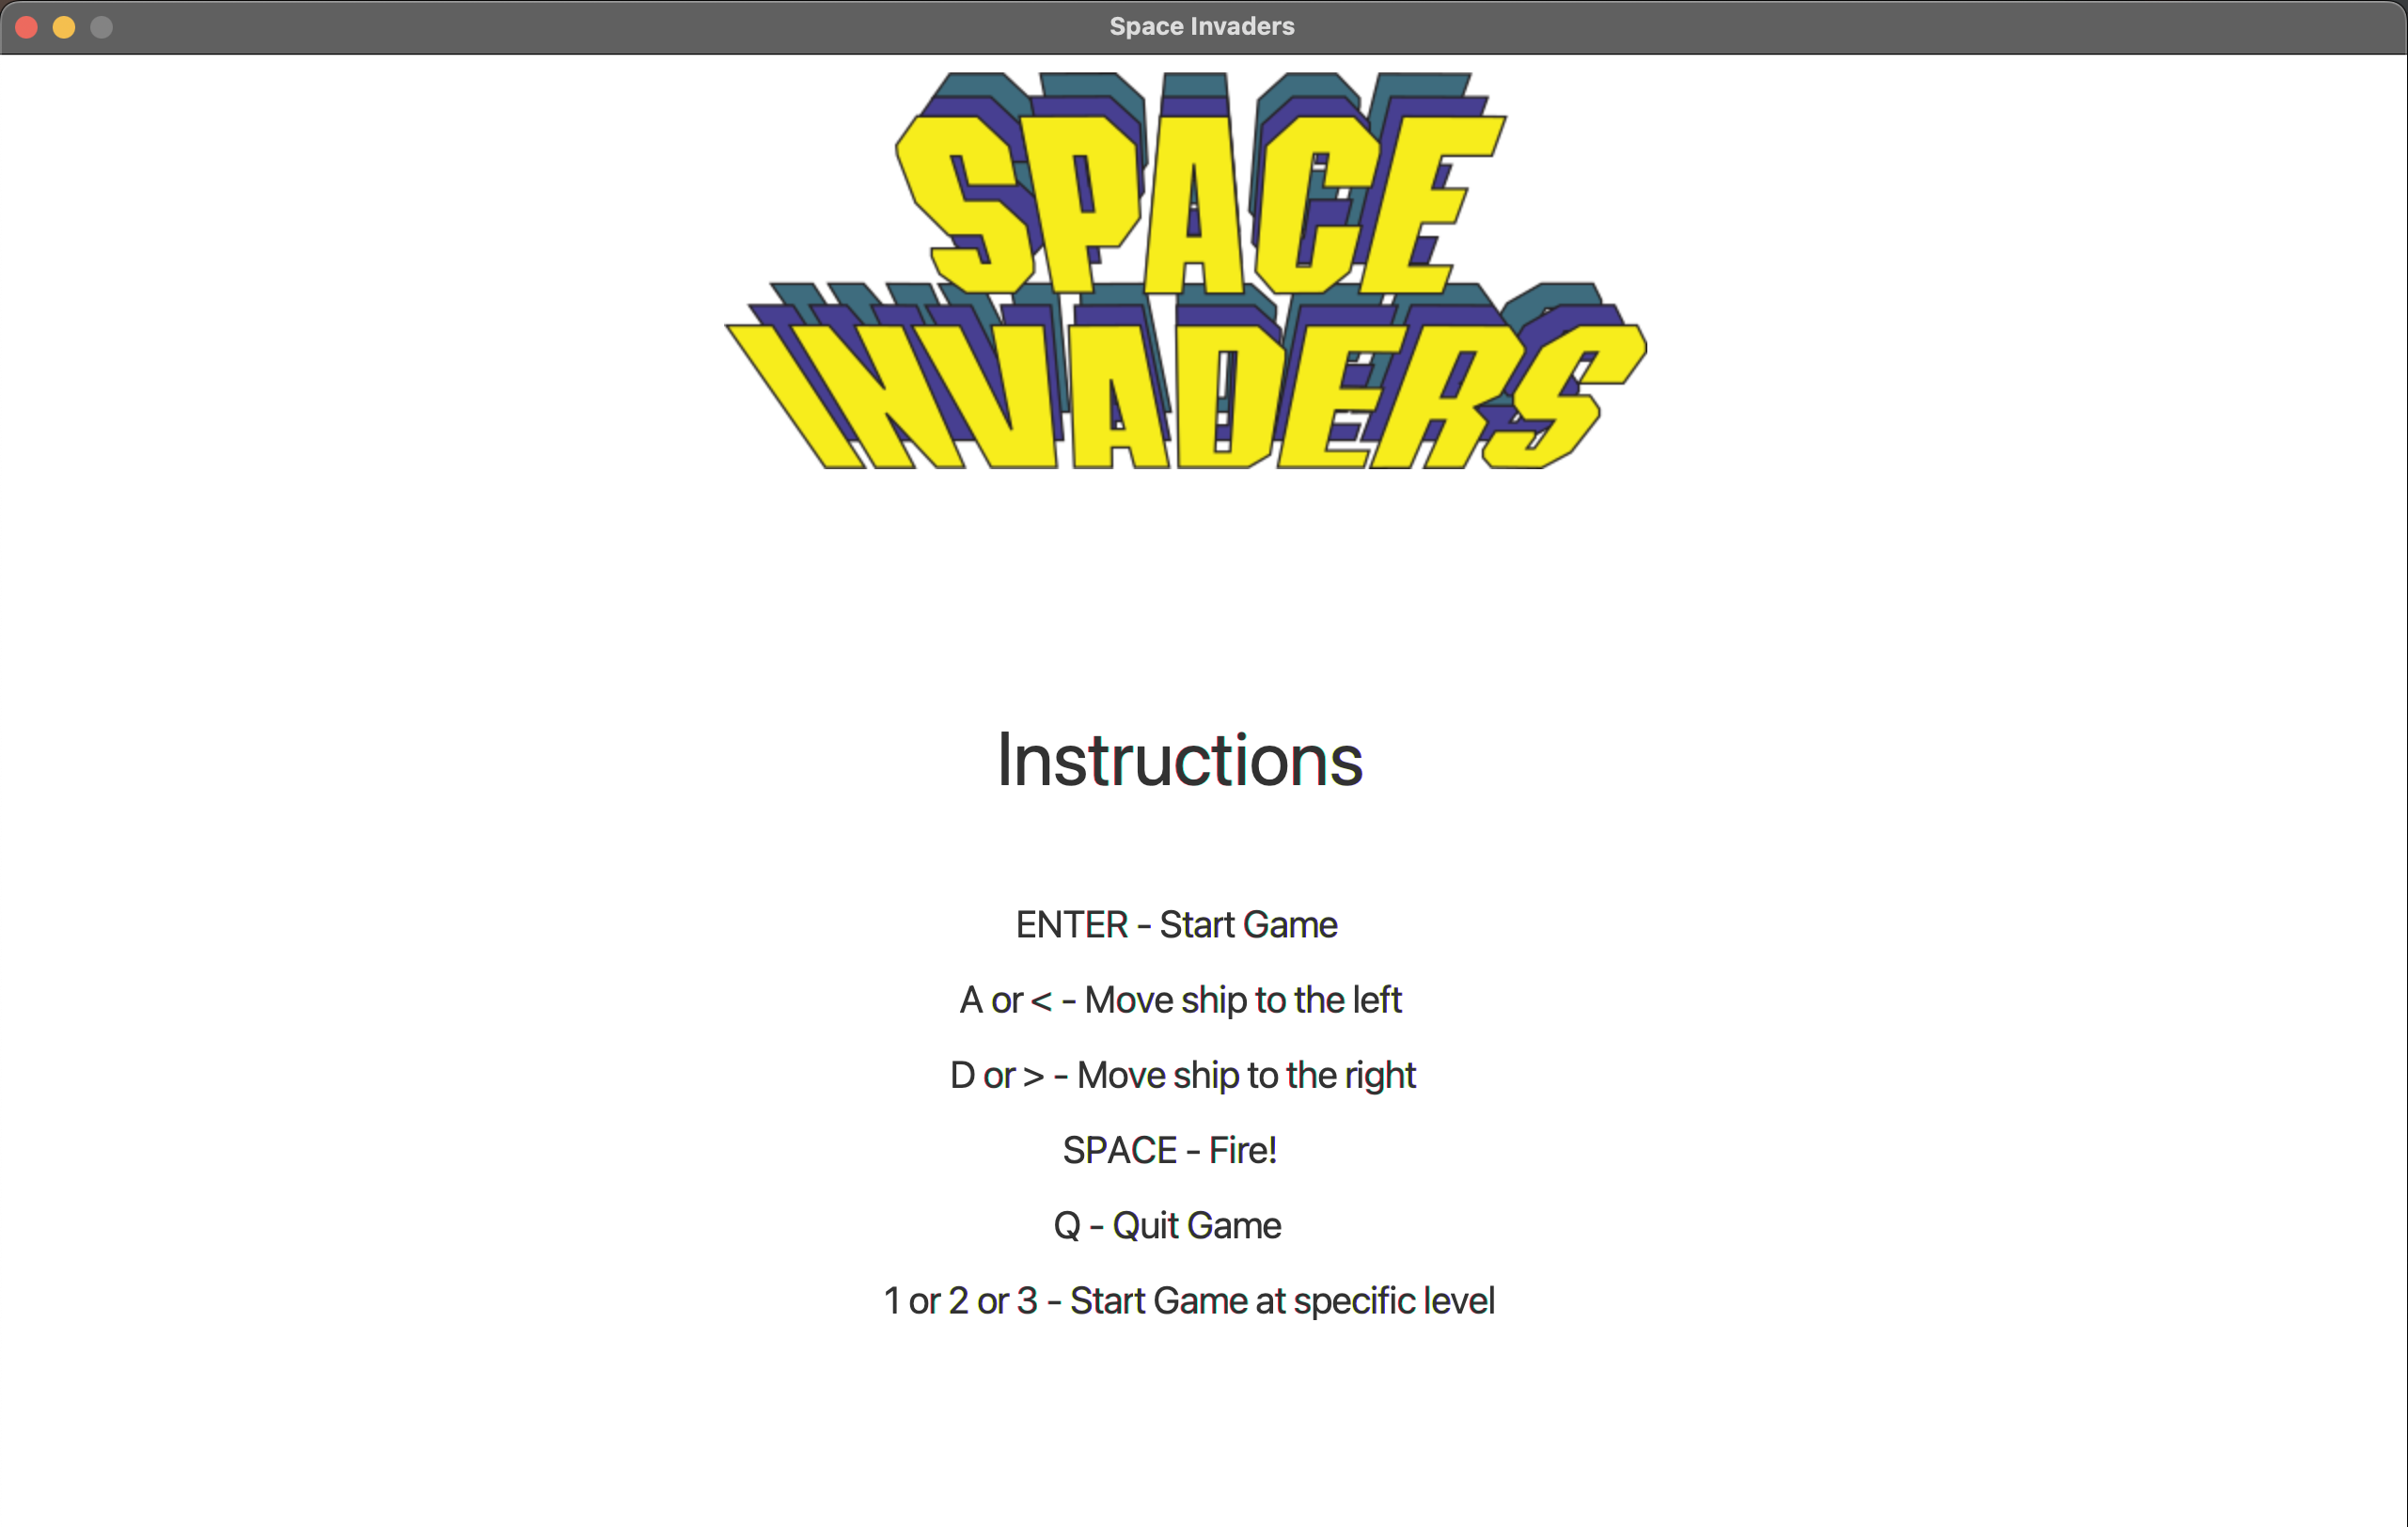 Space Invaders
SPACE
INVADERS
Instructions
ENTER - Start Game
A or < - Move ship to the left
D or > - Move ship to the right
SPACE - Fire!
Q - Quit Game
1 or 2 or 3 - Start Game at specific level